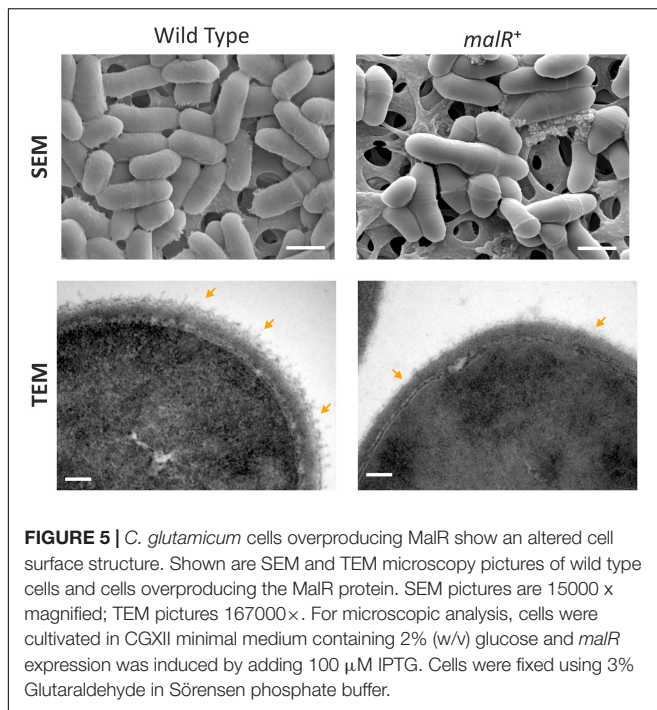 Wild Type
malR+
SEM
TEM
FIGURE 5 | C. glutamicum cells overproducing MalR show an altered cell
surface structure. Shown are SEM and TEM microscopy pictures of wild type
cells and cells overproducing the MalR protein. SEM pictures are 15000 x
magnified; TEM pictures 167000×. For microscopic analysis, cells were
cultivated in CGXII minimal medium containing 2% (w/v) glucose and malR
expression was induced by adding 100 μM IPTG. Cells were fixed using 3%
Glutaraldehyde in Sörensen phosphate buffer.